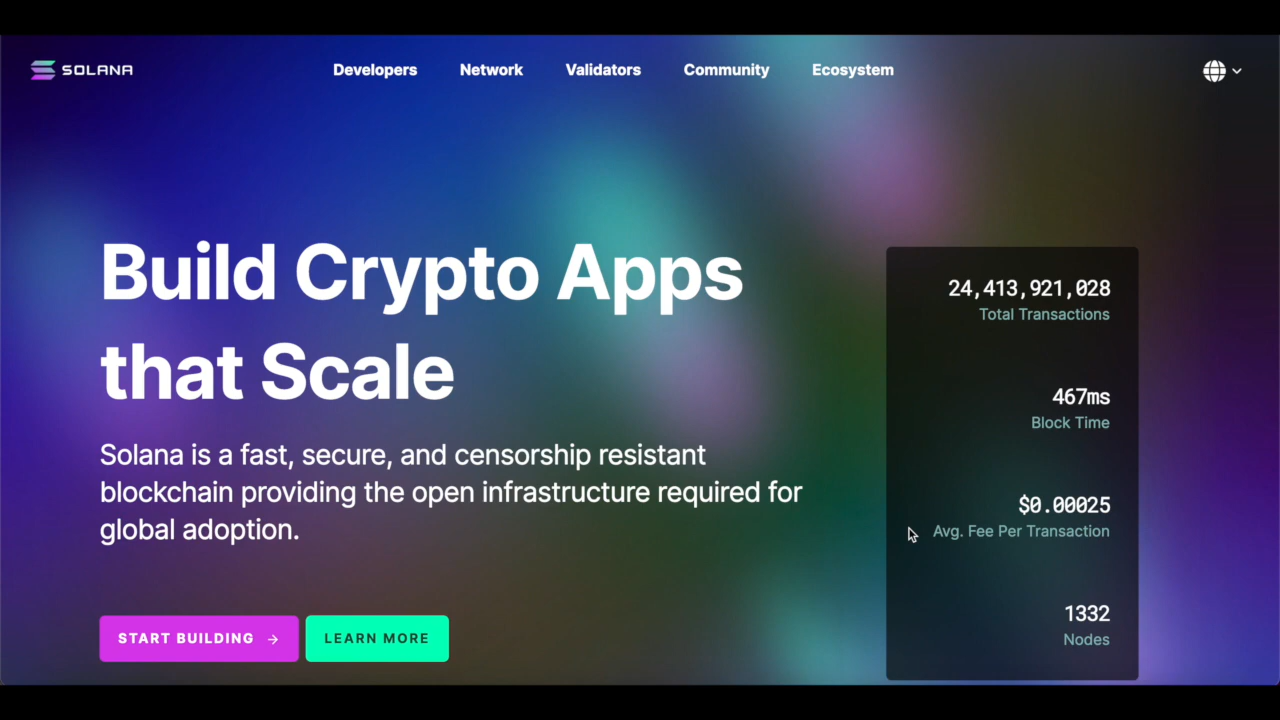 SOLANA
Developers
Network
Validators
Community
Ecosystem
Build Crypto Apps
that Scale
Solana is a fast, secure, and censorship resistant
blockchain providing the open infrastructure required for
global adoption.
START BUILDING →
LEARN MORE
24,413,921,028
Total Transactions
467ms
Block Time
$0.00025
Avg. Fee Per Transaction
1332
Nodes